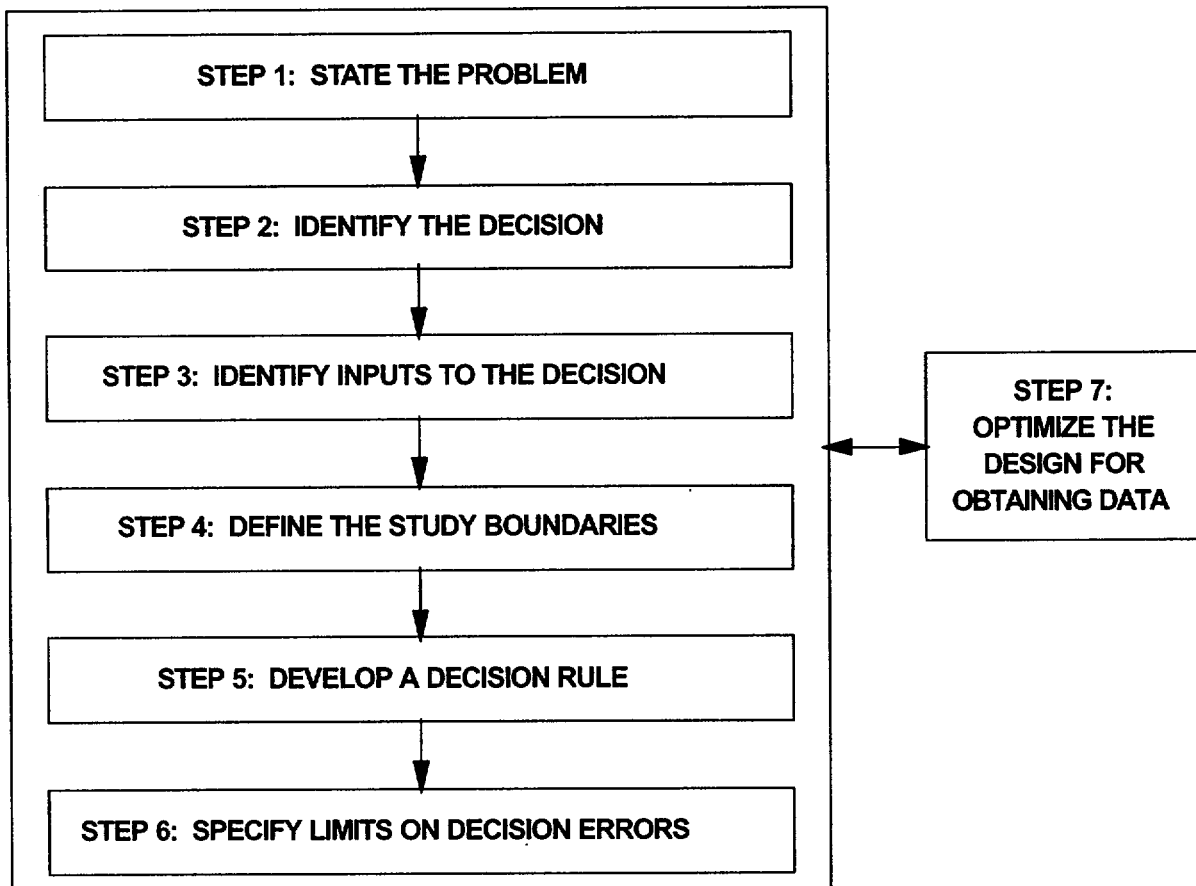 STEP 1: STATE THE PROBLEM
STEP 2: IDENTIFY THE DECISION
STEP 3: IDENTIFY INPUTS TO THE DECISION
STEP 4: DEFINE THE STUDY BOUNDARIES
STEP 5: DEVELOP A DECISION RULE
STEP 6: SPECIFY LIMITS ON DECISION ERRORS
STEP 7:
OPTIMIZE THE
DESIGN FOR
OBTAINING DATA